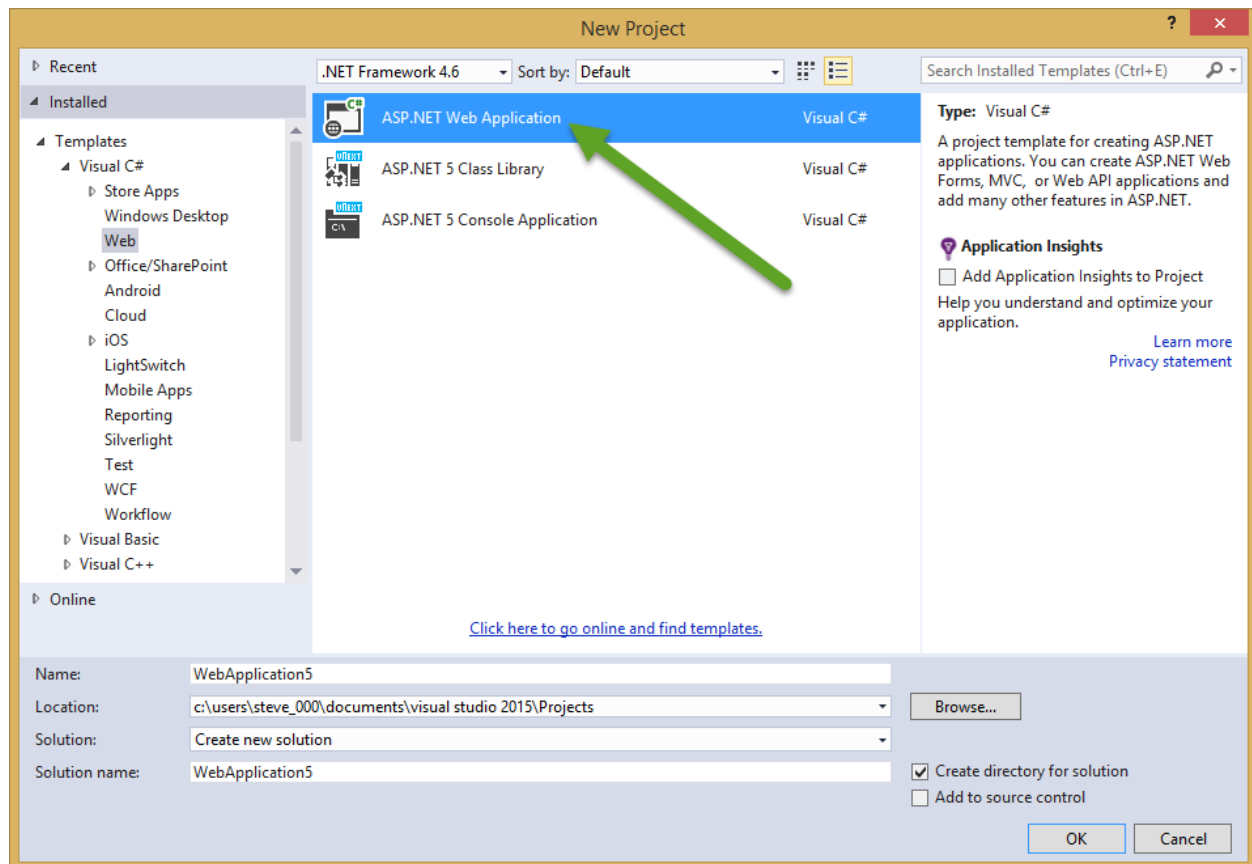 New Project
?
Recent
Installed
Templates
Visual C#
Store Apps
Windows Desktop
Web
Office/SharePoint
Android
Cloud
iOS
LightSwitch
Mobile Apps
Reporting
Silverlight
Test
WCF
Workflow
Visual Basic
Visual C++
Online
.NET Framework 4.6
Sort by: Default
Search Installed Templates (Ctrl+E)
C#
ASP.NET Web Application Visual C#
ASP.NET 5 Class Library Visual C#
C:\
ASP.NET 5 Console Application Visual C#
Click here to go online and find templates.
Type: Visual C#
A project template for creating ASP.NET
applications. You can create ASP.NET Web
Forms, MVC, or Web API applications and
add many other features in ASP.NET.
Application Insights
Add Application Insights to Project
Help you understand and optimize your
application.
Learn more
Privacy statement
Name: WebApplication5
Location: c:\users\steve_000\documents\visual studio 2015\Projects
Browse...
Solution: Create new solution
Solution name: WebApplication5
Create directory for solution
Add to source control
OK Cancel